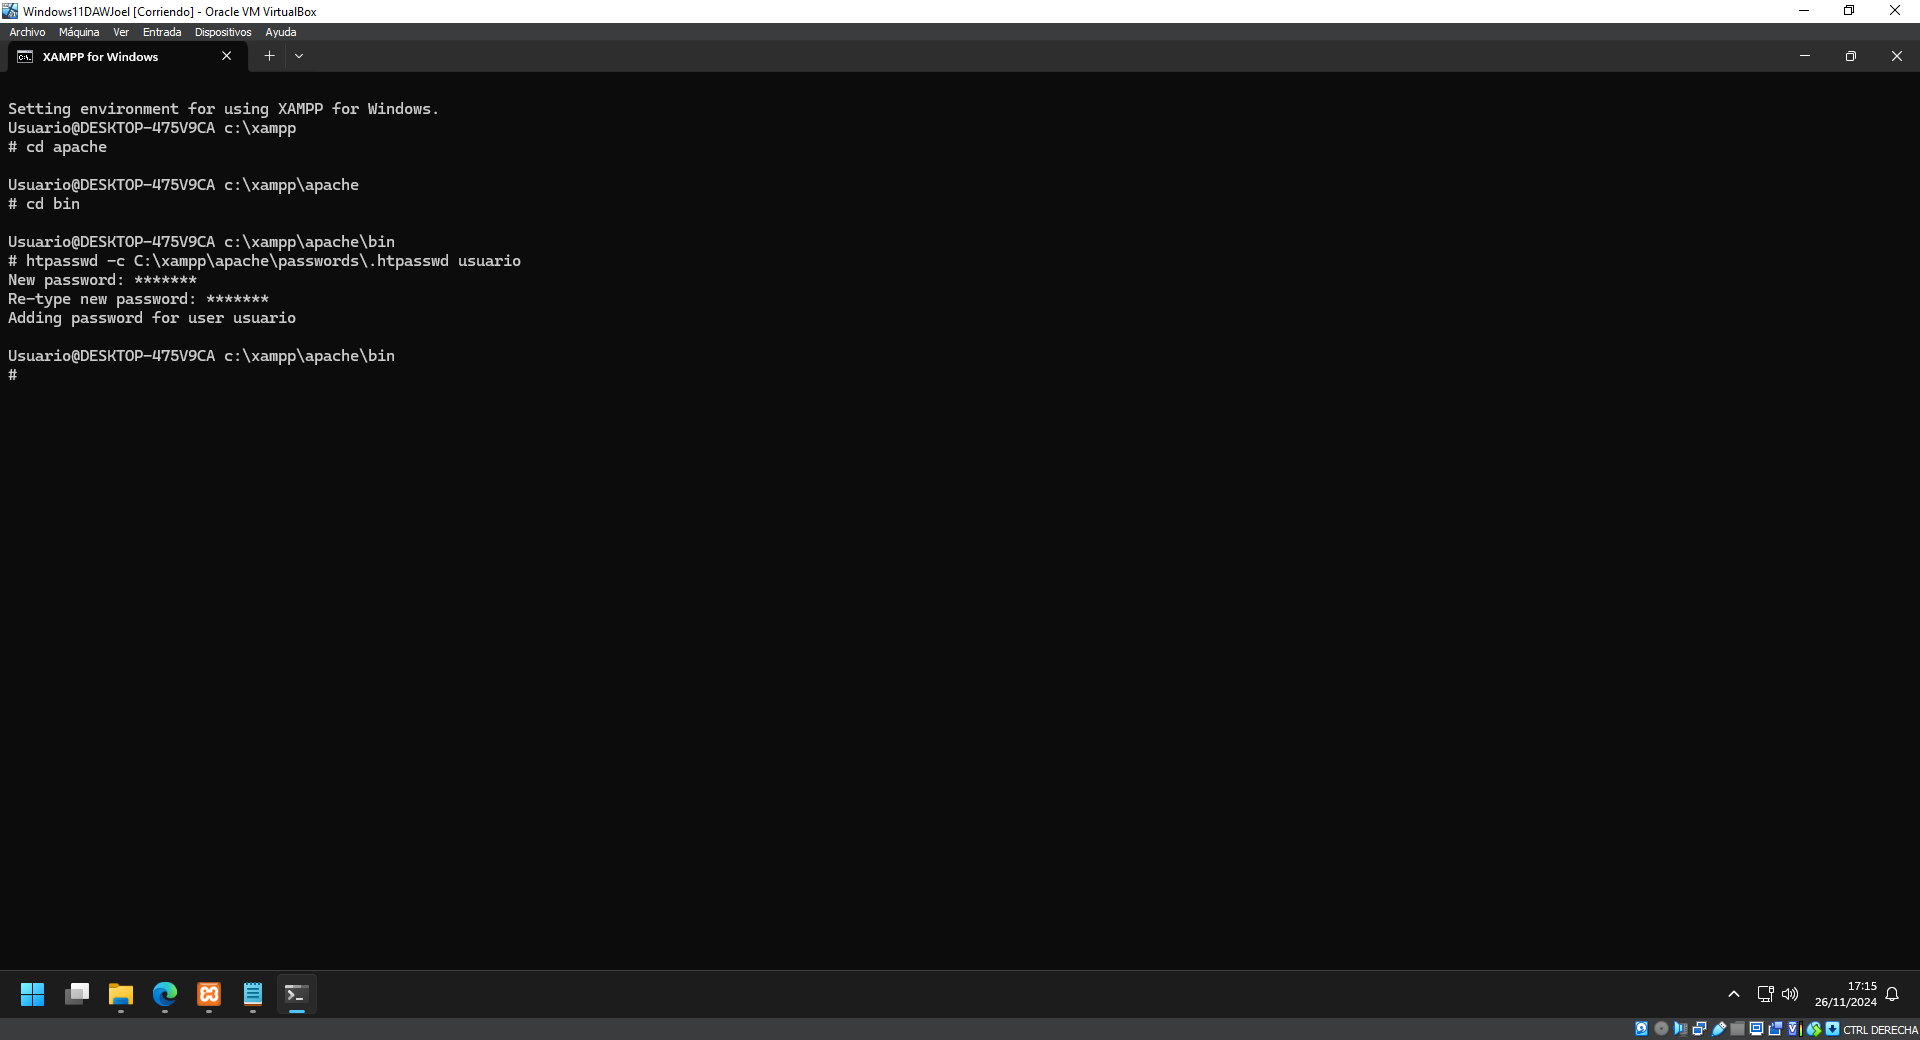 Windows11DAWJoel [Corriendo] - Oracle VM VirtualBox
Archivo Máquina Ver Entrada Dispositivos Ayuda
XAMPP for Windows
Setting environment for using XAMPP for Windows.
Usuario@DESKTOP-475V9CA c:\xampp
# cd apache
Usuario@DESKTOP-475V9CA c:\xampp\apache
# cd bin
Usuario@DESKTOP-475V9CA c:\xampp\apache\bin
# htpasswd -c C:\xampp\apache\passwords\.htpasswd usuario
New password: *******
Re-type new password: *******
Adding password for user usuario
Usuario@DESKTOP-475V9CA c:\xampp\apache\bin
#
17:15
26/11/2024
CTRL DERECHA